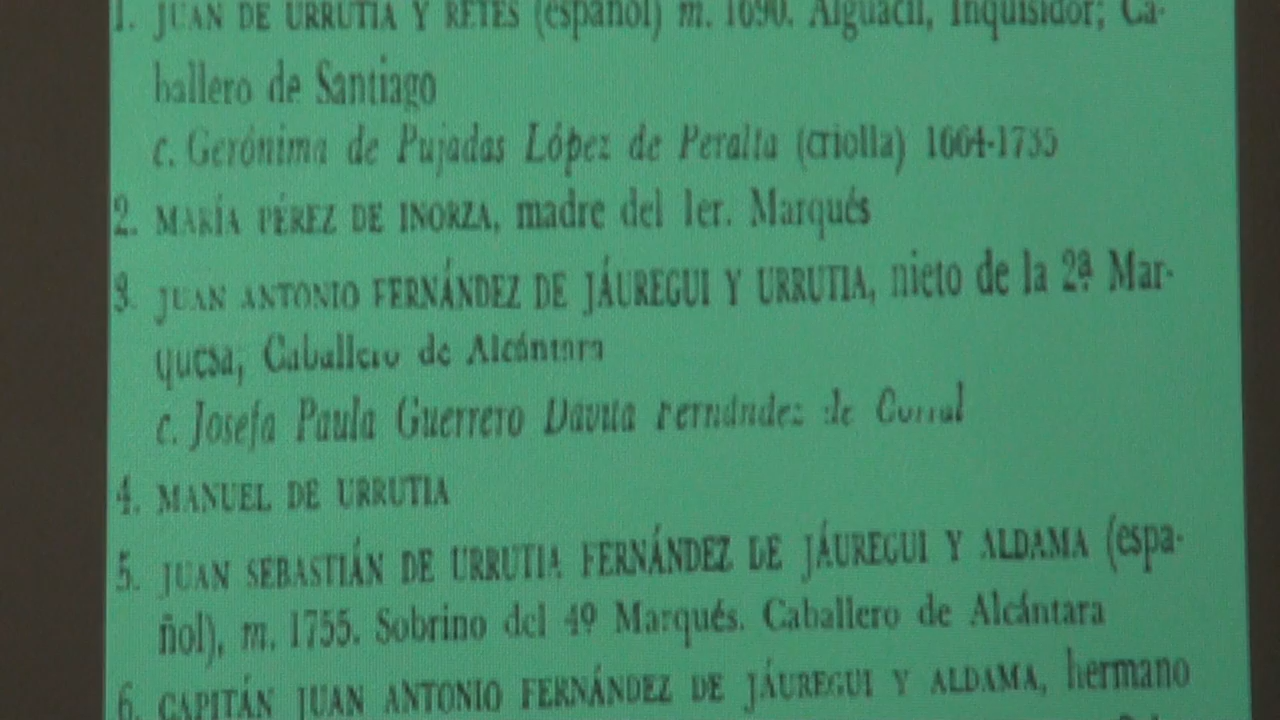 1. JUAN DE URRUTIA Y RETES (español) m. 1690. Alguacil, Inquisidor; Ca-
ballero de Santiago
c. Gerónima de Pujadas López de Peralta (criolla) 1664-1735
2. MARÍA PÉREZ DE INORZA, madre del 1er. Marqués
3. JUAN ANTONIO FERNÁNDEZ DE JÁUREGUI Y URRUTIA, nieto de la 2ª Mar-
quesa, Caballero de Alcántara
c. Josefa Paula Guerrero Davila Fernández de Corral
4. MANUEL DE URRUTIA
5. JUAN SEBASTIÁN DE URRUTIA FERNÁNDEZ DE JÁUREGUI Y ALDAMA (espa-
ñol), m. 1755. Sobrino del 4º Marqués. Caballero de Alcántara
6. CAPITÁN JUAN ANTONIO FERNÁNDEZ DE JÁUREGUI Y ALDAMA, hermano